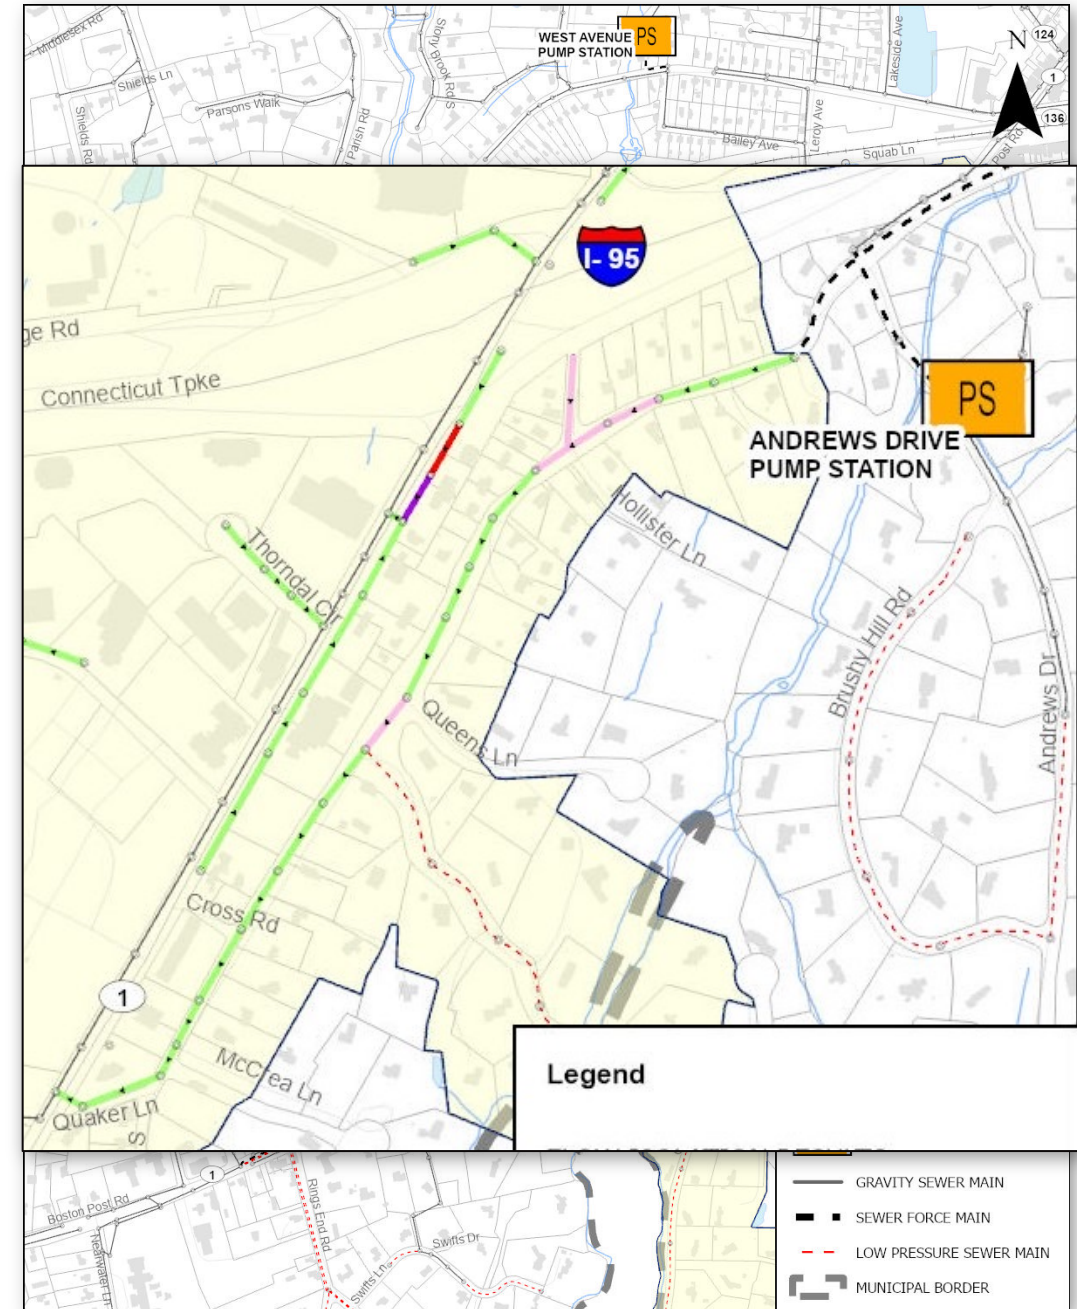 Middlesex Rd
Shields Ln
Shields Rd
Parsons Walk
Parish Rd
Stony Brook Rd S
WEST AVENUE
PUMP STATION
PS
Lakeside Ave
N
124
1
136
Leroy Ave
Bailey Ave
Squab Ln
Post Rd
I-95
ge Rd
Connecticut Tpke
PS
ANDREWS DRIVE
PUMP STATION
Hollister Ln
Thorndal Cir
Brushy Hill Rd
Andrews Dr
Queens Ln
Cross Rd
1
McCrea Ln
Quaker Ln
S
Legend
1
Boston Post Rd
Nearwater Ln
Rings End Rd
Swifts Dr
Swifts Ln
GRAVITY SEWER MAIN
SEWER FORCE MAIN
LOW PRESSURE SEWER MAIN
MUNICIPAL BORDER